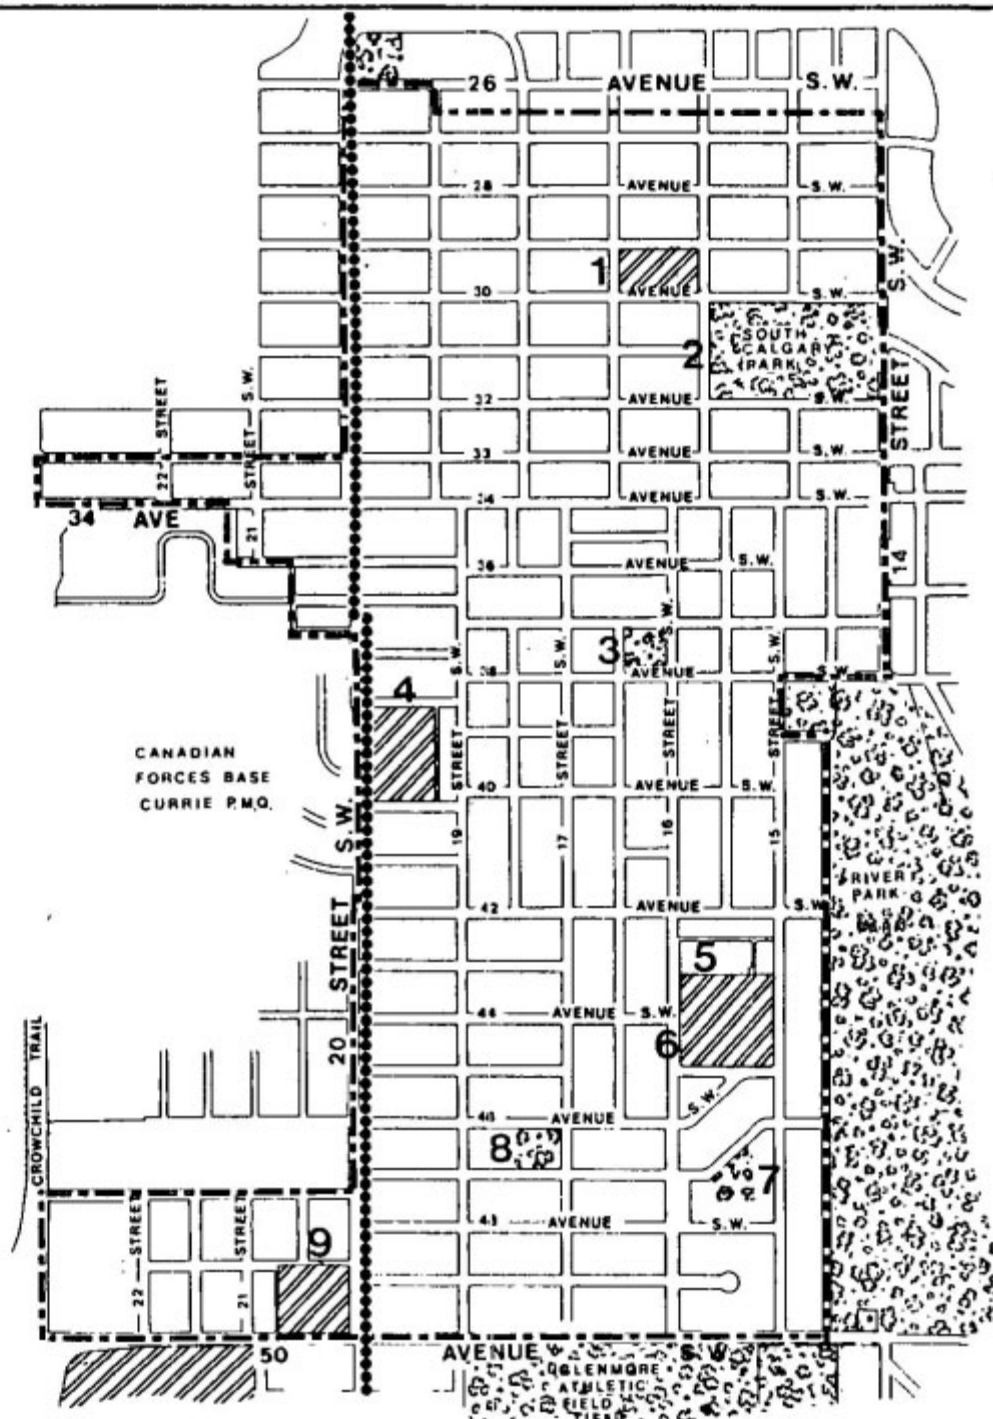 26 AVENUE S.W.
28 AVENUE S.W.
1
30 AVENUE S.W.
S.W.
2
SOUTH
CALGARY
PARK
22 STREET
21 STREET S.W.
32 AVENUE S.W.
14 STREET
33 AVENUE S.W.
34 AVENUE S.W.
34 AVE
36 AVENUE S.W.
3
38 AVENUE S.W.
4
19 STREET S.W.
17 STREET S.W.
16 STREET S.W.
15 STREET S.W.
CANADIAN
FORCES BASE
CURRIE P.M.Q.
40 AVENUE S.W.
20 STREET S.W.
RIVER
PARK
42 AVENUE S.W.
5
44 AVENUE S.W.
6
CROWCHILD TRAIL
46 AVENUE S.W.
8
7
22 STREET
21 STREET
AVENUE S.W.
9
50 AVENUE S.W.
GLENMORE
ATHLETIC
FIELD